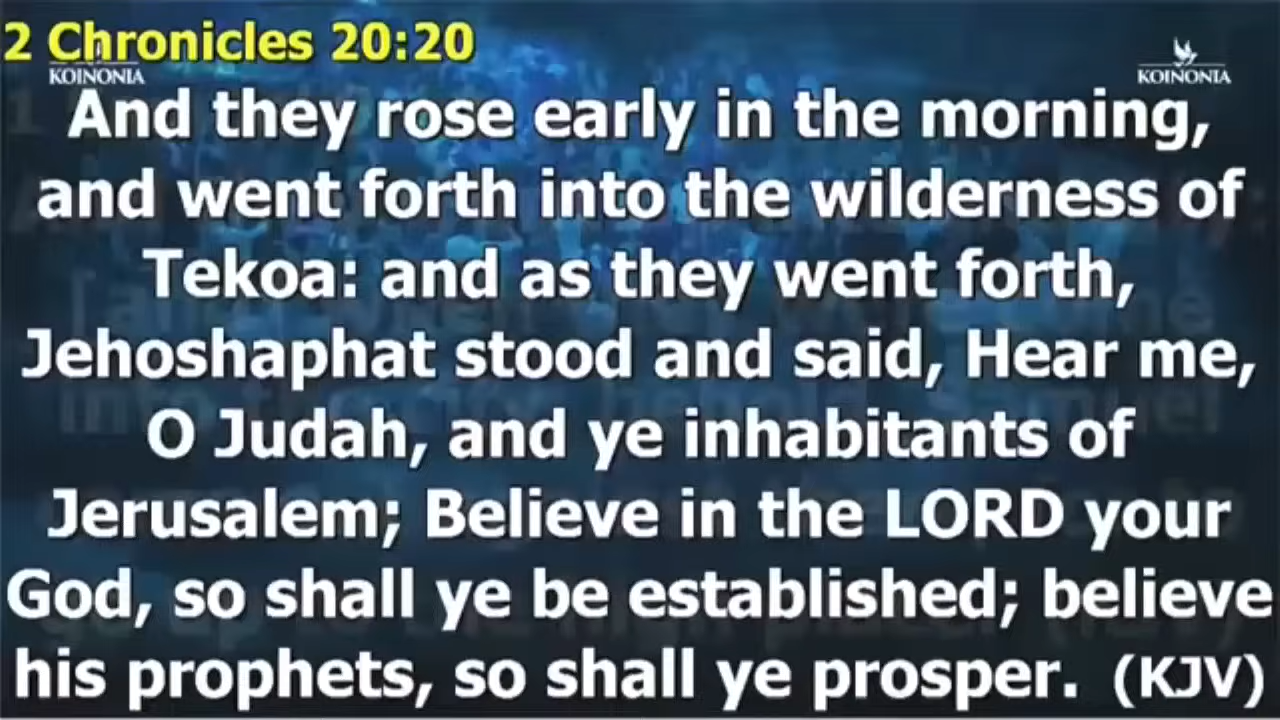 2 Chronicles 20:20
KOINONIA
KOINONIA
And they rose early in the morning,
and went forth into the wilderness of
Tekoa: and as they went forth,
Jehoshaphat stood and said, Hear me,
O Judah, and ye inhabitants of
Jerusalem; Believe in the LORD your
God, so shall ye be established; believe
his prophets, so shall ye prosper. (KJV)